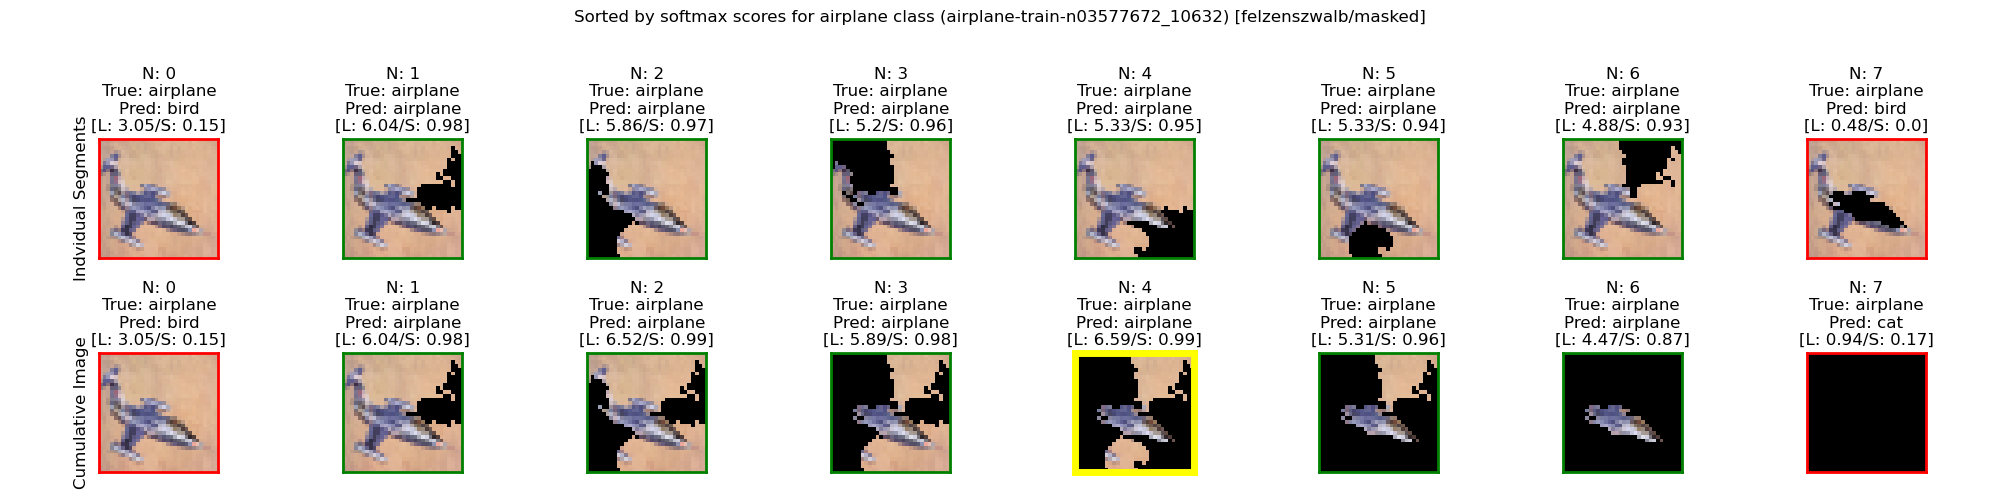 Sorted by softmax scores for airplane class (airplane-train-n03577672_10632) [felzenszwalb/masked]
Individual Segments
N: 0
True: airplane
Pred: bird
[L: 3.05/S: 0.15]
N: 1
True: airplane
Pred: airplane
[L: 6.04/S: 0.98]
N: 2
True: airplane
Pred: airplane
[L: 5.86/S: 0.97]
N: 3
True: airplane
Pred: airplane
[L: 5.2/S: 0.96]
N: 4
True: airplane
Pred: airplane
[L: 5.33/S: 0.95]
N: 5
True: airplane
Pred: airplane
[L: 5.33/S: 0.94]
N: 6
True: airplane
Pred: airplane
[L: 4.88/S: 0.93]
N: 7
True: airplane
Pred: bird
[L: 0.48/S: 0.0]
Cumulative Image
N: 0
True: airplane
Pred: bird
[L: 3.05/S: 0.15]
N: 1
True: airplane
Pred: airplane
[L: 6.04/S: 0.98]
N: 2
True: airplane
Pred: airplane
[L: 6.52/S: 0.99]
N: 3
True: airplane
Pred: airplane
[L: 5.89/S: 0.98]
N: 4
True: airplane
Pred: airplane
[L: 6.59/S: 0.99]
N: 5
True: airplane
Pred: airplane
[L: 5.31/S: 0.96]
N: 6
True: airplane
Pred: airplane
[L: 4.47/S: 0.87]
N: 7
True: airplane
Pred: cat
[L: 0.94/S: 0.17]